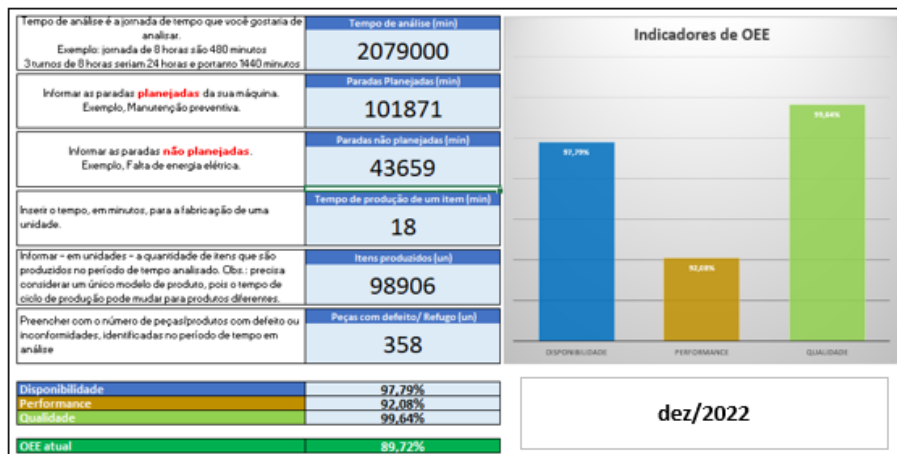 Tempo de análise é a jornada de tempo que você gostaria de
analisar.
Exemplo: jornada de 8 horas são 480 minutos
3 turnos de 8 horas seriam 24 horas e portanto 1440 minutos
Tempo de análise (min)
2079000
Informar as paradas planejadas da sua máquina.
Exemplo, Manutenção preventiva.
Paradas Planejadas (min)
101871
Informar as paradas não planejadas.
Exemplo, Falta de energia elétrica.
Paradas não planejadas (min)
43659
Inserir o tempo, em minutos, para a fabricação de uma
unidade.
Tempo de produção de um item (min)
18
Informar - em unidades - a quantidade de itens que são
produzidos no período de tempo analisado. Obs.: precisa
considerar um único modelo de produto, pois o tempo de
ciclo de produção pode mudar para produtos diferentes.
Itens produzidos (un)
98906
Preencher com o número de peças/produtos com defeito ou
inconformidades, identificadas no período de tempo em
análise
Peças com defeito/ Refugo (un)
358
Disponibilidade 97,79%
Performance 92,08%
Qualidade 99,64%
OEE atual 89,72%
Indicadores de OEE
97,79%
92,08%
99,64%
DISPONIBILIDADE PERFORMANCE QUALIDADE
dez/2022